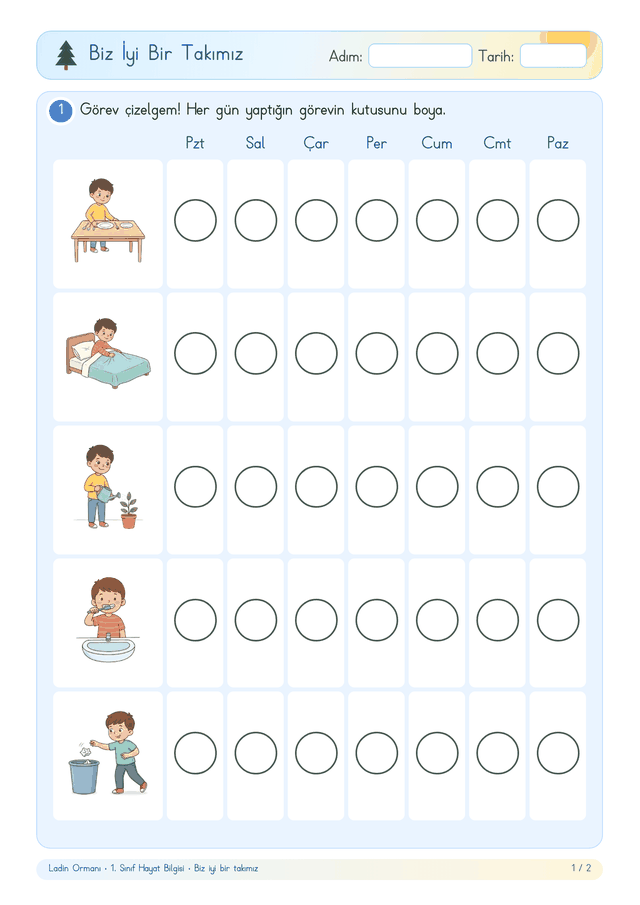 Biz İyi Bir Takımız
Adım:
Tarih:
1 Görev çizelgem! Her gün yaptığın görevin kutusunu boya.
Pzt Sal Çar Per Cum Cmt Paz
Ladin Ormanı • 1. Sınıf Hayat Bilgisi • Biz iyi bir takımız
1 / 2